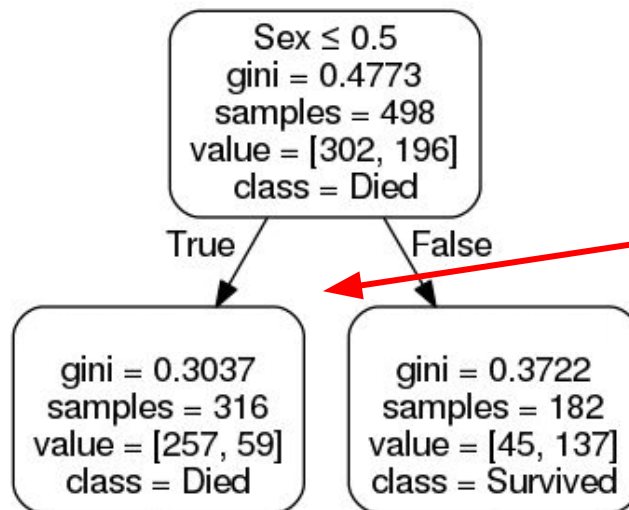 Sex ≤ 0.5
gini = 0.4773
samples = 498
value = [302, 196]
class = Died
True
False
gini = 0.3037
samples = 316
value = [257, 59]
class = Died
gini = 0.3722
samples = 182
value = [45, 137]
class = Survived